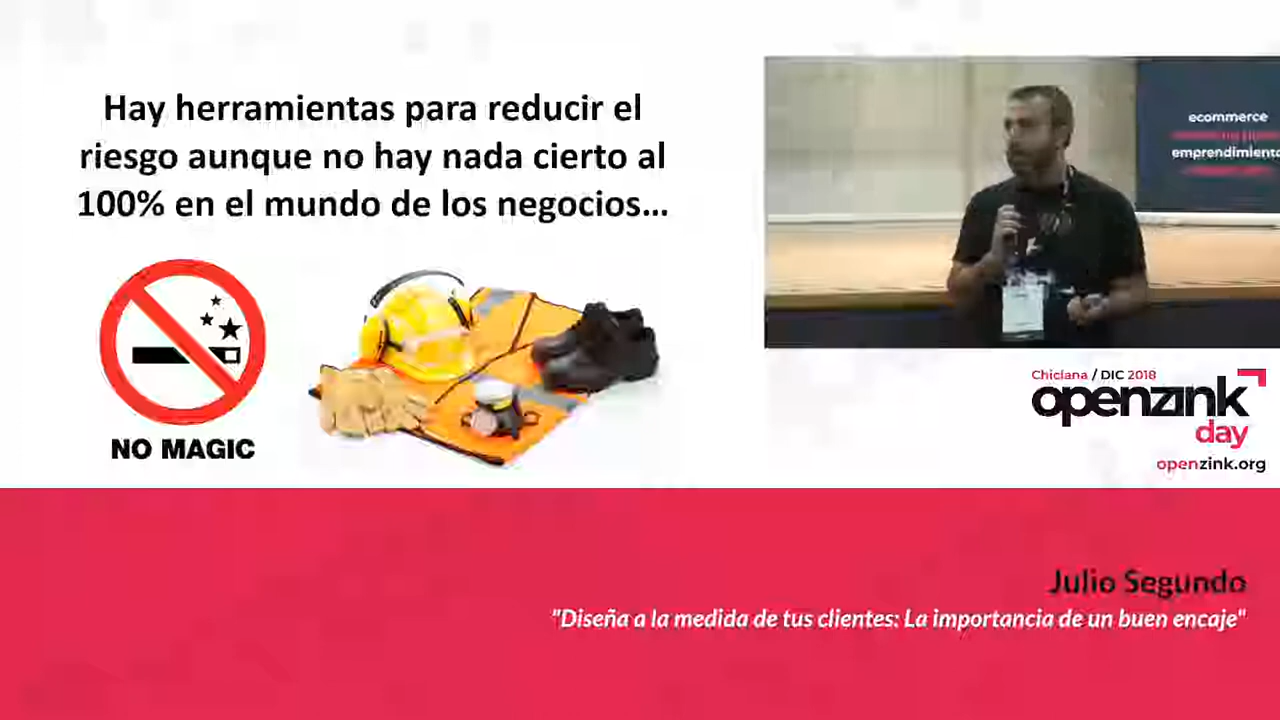 Hay herramientas para reducir el
riesgo aunque no hay nada cierto al
100% en el mundo de los negocios...
NO MAGIC
ecommerce
emprendimiento
Chiclana / DIC 2018
openzink
day
openzink.org
Julio Segundo
"Diseña a la medida de tus clientes: La importancia de un buen encaje"